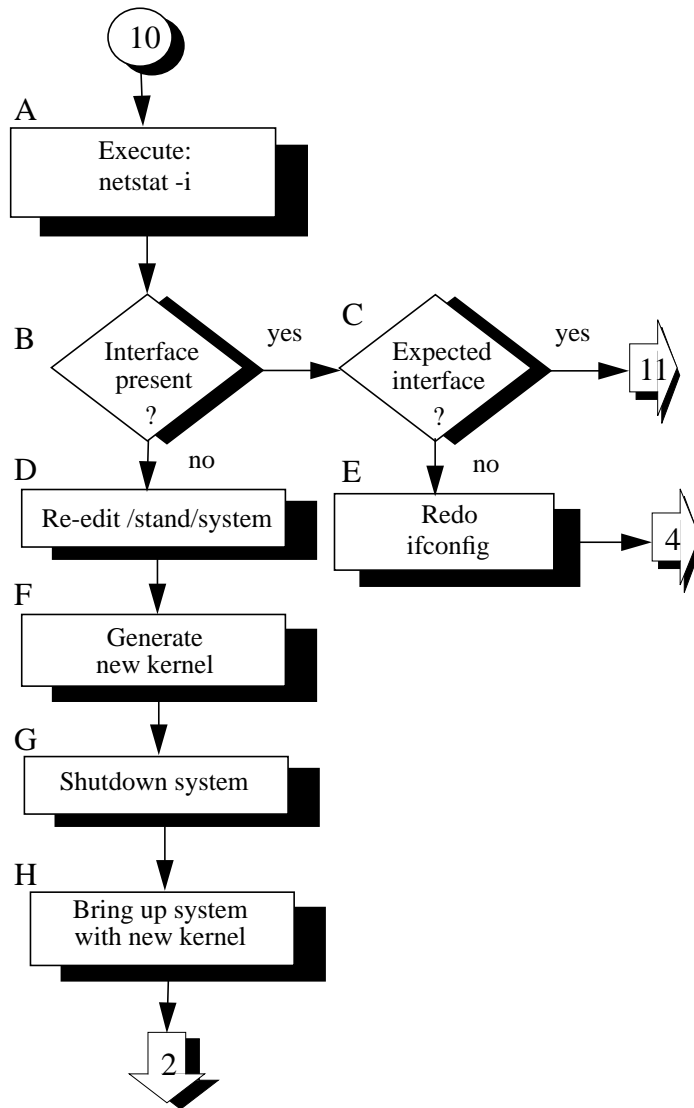 10
A
Execute:
netstat -i
B
Interface
present
?
yes
C
Expected
interface
?
yes
11
no
D
Re-edit /stand/system
no
E
Redo
ifconfig
4
F
Generate
new kernel
G
Shutdown system
H
Bring up system
with new kernel
2